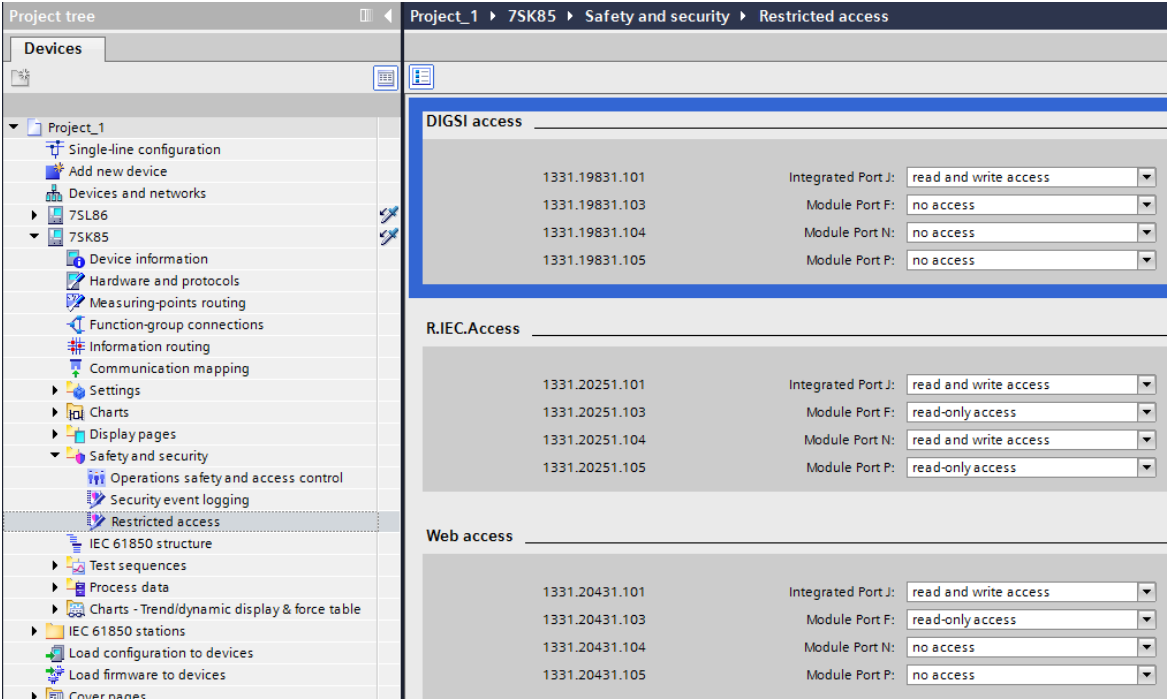 Project tree
Devices
Project_1
Single-line configuration
Add new device
Devices and networks
7SL86
7SK85
Device information
Hardware and protocols
Measuring-points routing
Function-group connections
Information routing
Communication mapping
Settings
Charts
Display pages
Safety and security
Operations safety and access control
Security event logging
Restricted access
IEC 61850 structure
Test sequences
Process data
Charts - Trend/dynamic display & force table
IEC 61850 stations
Load configuration to devices
Load firmware to devices
Cover pages
Project_1 7SK85 Safety and security Restricted access
DIGSI access
1331.19831.101 Integrated Port J: read and write access
1331.19831.103 Module Port F: no access
1331.19831.104 Module Port N: no access
1331.19831.105 Module Port P: no access
R.IEC.Access
1331.20251.101 Integrated Port J: read and write access
1331.20251.103 Module Port F: read-only access
1331.20251.104 Module Port N: read and write access
1331.20251.105 Module Port P: read-only access
Web access
1331.20431.101 Integrated Port J: read and write access
1331.20431.103 Module Port F: read-only access
1331.20431.104 Module Port N: no access
1331.20431.105 Module Port P: no access